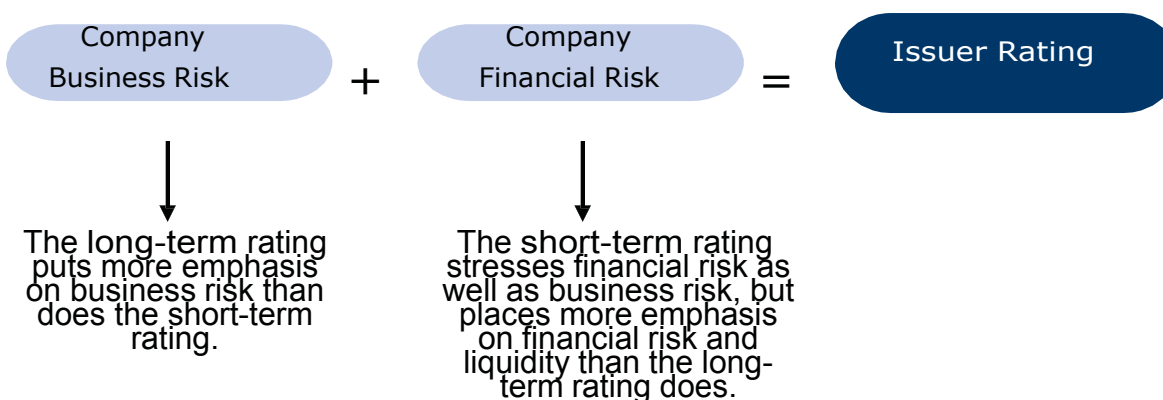 Company
Business Risk
+
Company
Financial Risk
=
Issuer Rating
The long-term rating
puts more emphasis
on business risk than
does the short-term
rating.
The short-term rating
stresses financial risk as
well as business risk, but
places more emphasis
on financial risk and
liquidity than the long-
term rating does.